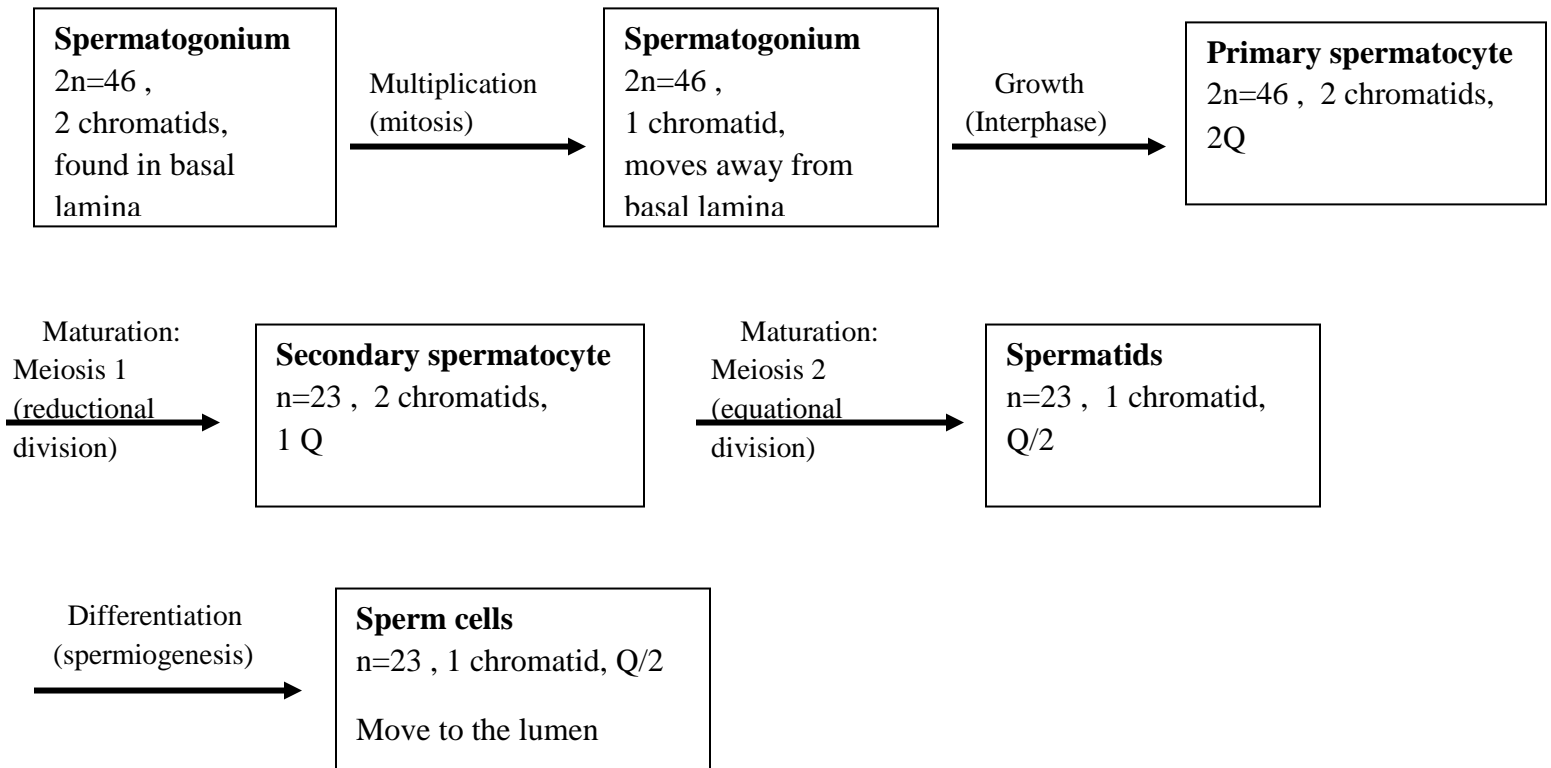 Spermatogonium
2n=46 ,
2 chromatids,
found in basal
lamina
Multiplication
(mitosis)
Spermatogonium
2n=46 ,
1 chromatid,
moves away from
basal lamina
Growth
(Interphase)
Primary spermatocyte
2n=46 , 2 chromatids,
2Q
Maturation:
Meiosis 1
(reductional
division)
Secondary spermatocyte
n=23 , 2 chromatids,
1 Q
Maturation:
Meiosis 2
(equational
division)
Spermatids
n=23 , 1 chromatid,
Q/2
Differentiation
(spermiogenesis)
Sperm cells
n=23 , 1 chromatid, Q/2
Move to the lumen